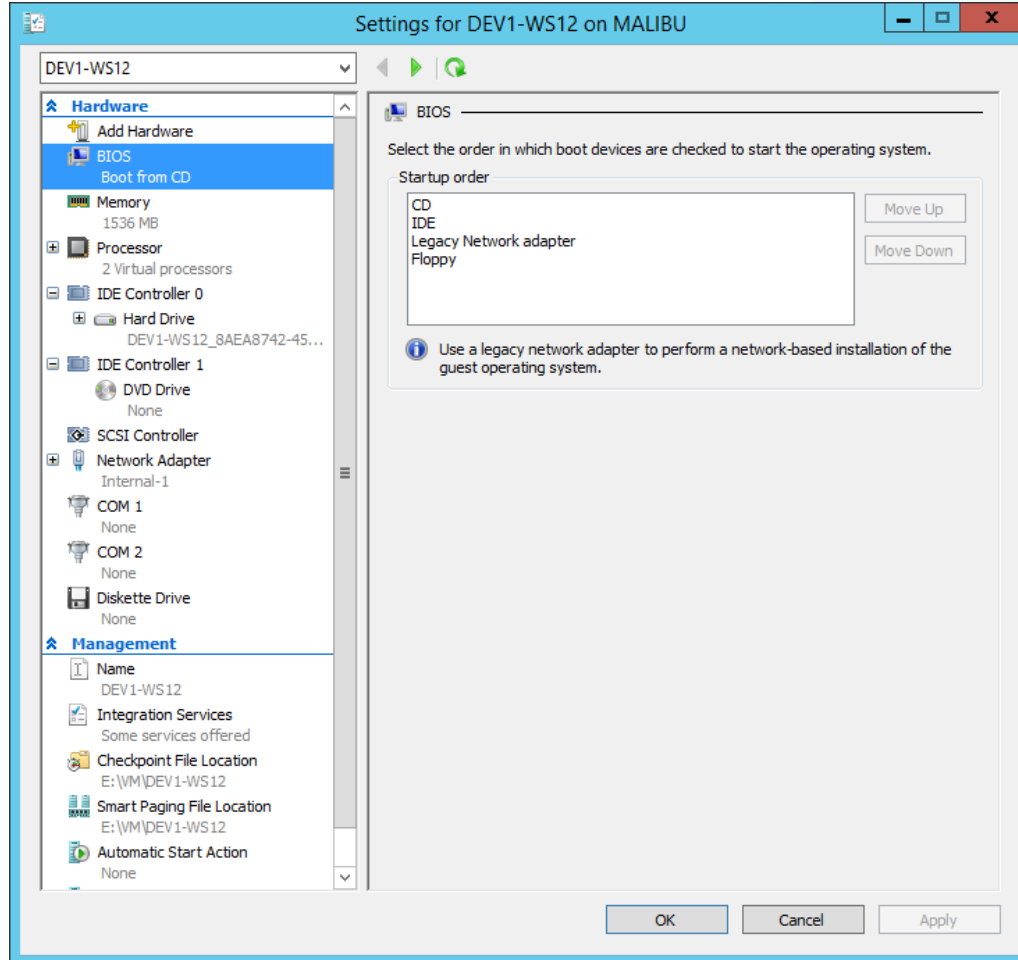 Settings for DEV1-WS12 on MALIBU
DEV1-WS12
Hardware
Add Hardware
BIOS
Boot from CD
Memory
1536 MB
Processor
2 Virtual processors
IDE Controller 0
Hard Drive
DEV1-WS12_8AEA8742-45...
IDE Controller 1
DVD Drive
None
SCSI Controller
Network Adapter
Internal-1
COM 1
None
COM 2
None
Diskette Drive
None
Management
Name
DEV1-WS12
Integration Services
Some services offered
Checkpoint File Location
E:\VM\DEV1-WS12
Smart Paging File Location
E:\VM\DEV1-WS12
Automatic Start Action
None
BIOS
Select the order in which boot devices are checked to start the operating system.
Startup order
CD
IDE
Legacy Network adapter
Floppy
Move Up
Move Down
Use a legacy network adapter to perform a network-based installation of the
guest operating system.
OK
Cancel
Apply